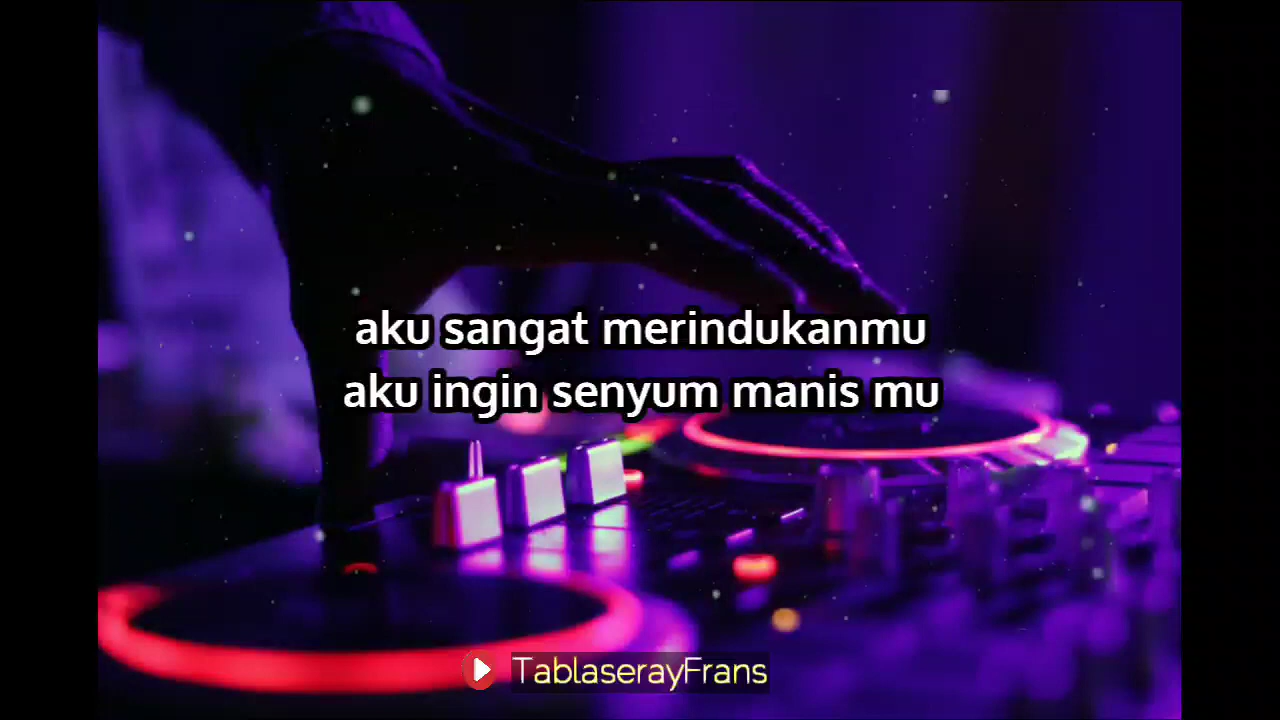 aku sangat merindukanmu
aku ingin senyum manis mu
TablaserayFrans